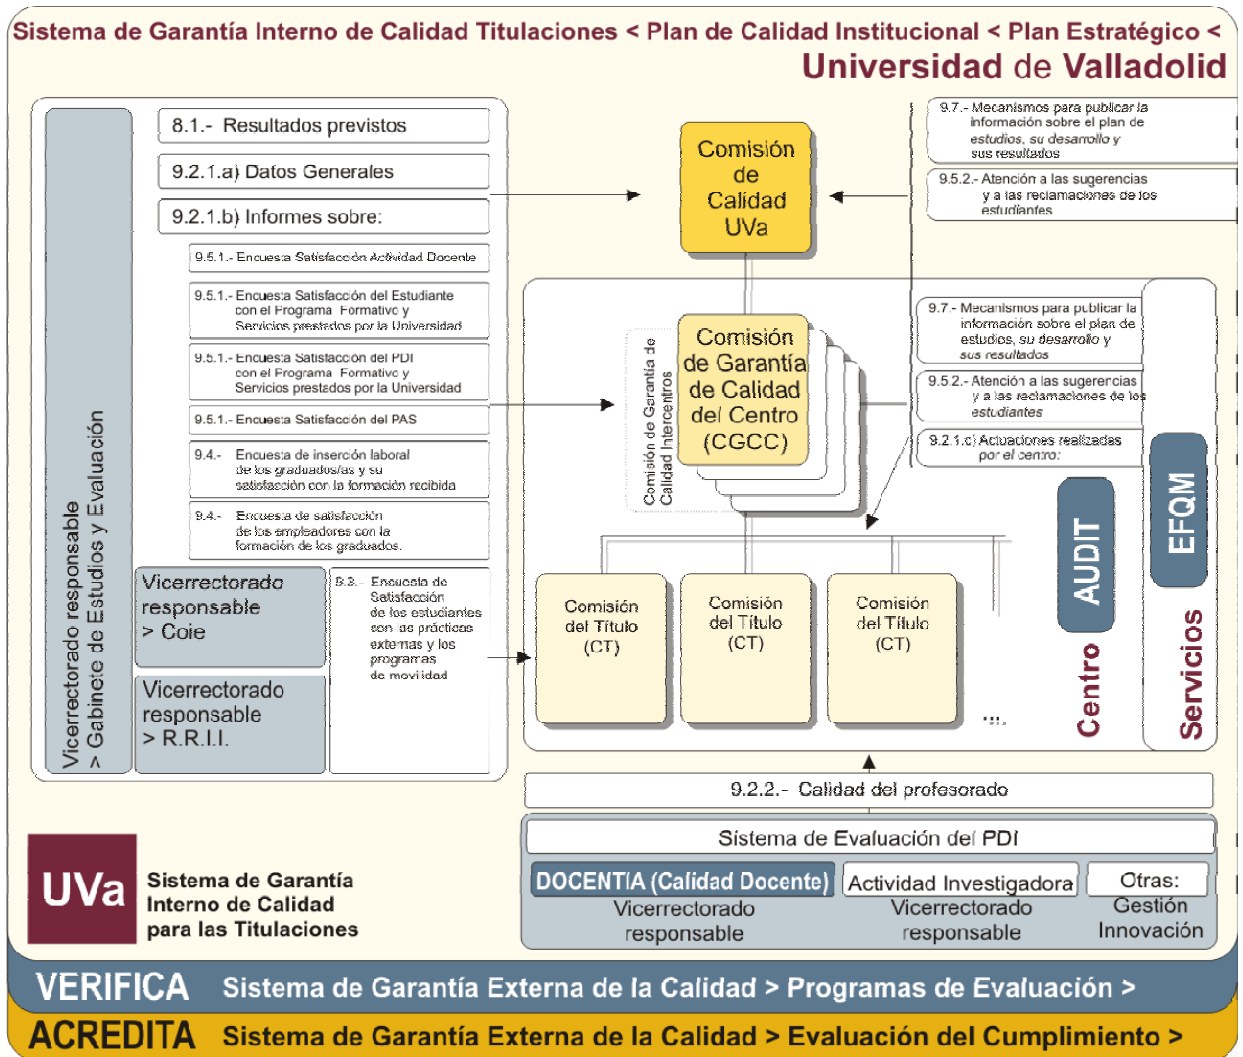 Sistema de Garantía Interno de Calidad Titulaciones < Plan de Calidad Institucional < Plan Estratégico <
Universidad de Valladolid
Vicerrectorado responsable
> Gabinete de Estudios y Evaluación
8.1.- Resultados previstos
9.2.1.a) Datos Generales
9.2.1.b) Informes sobre:
9.5.1.- Encuesta Satisfacción Actividad Docente
9.5.1.- Encuesta Satisfacción del Estudiante
con el Programa Formativo y
Servicios prestados por la Universidad
9.5.1.- Encuesta Satisfacción del PDI
con el Programa Formativo y
Servicios prestados por la Universidad
9.5.1.- Encuesta Satisfacción del PAS
9.4.- Encuesta de inserción laboral
de los graduados/as y su
satisfacción con la formación recibida
9.4.- Encuesta de satisfacción
de los empleadores con la
formación de los graduados.
Vicerrectorado
responsable
> Coie
Vicerrectorado
responsable
> R.R.I.I.
9.3.- Encuesta de
Satisfacción
de los estudiantes
con las prácticas
externas y los
programas
de movilidad
Comisión
de
Calidad
UVa
9.7.- Mecanismos para publicar la
información sobre el plan de
estudios, su desarrollo y
sus resultados
9.5.2.- Atención a las sugerencias
y a las reclamaciones de los
estudiantes
Comisión de Garantía de
Calidad Intercentros
Comisión
de Garantía
de Calidad
del Centro
(CGCC)
9.7.- Mecanismos para publicar la
información sobre el plan de
estudios, su desarrollo y
sus resultados
9.5.2.- Atención a las sugerencias
y a las reclamaciones de los
estudiantes
9.2.1.c) Actuaciones realizadas
por el centro:
Comisión
del Título
(CT)
Comisión
del Título
(CT)
Comisión
del Título
(CT)
...
AUDIT
Centro
EFQM
Servicios
9.2.2.- Calidad del profesorado
Sistema de Evaluación del PDI
DOCENTIA (Calidad Docente)
Vicerrectorado
responsable
Actividad Investigadora
Vicerrectorado
responsable
Otras:
Gestión
Innovación
UVa
Sistema de Garantía
Interno de Calidad
para las Titulaciones
VERIFICA Sistema de Garantía Externa de la Calidad > Programas de Evaluación >
ACREDITA Sistema de Garantía Externa de la Calidad > Evaluación del Cumplimiento >